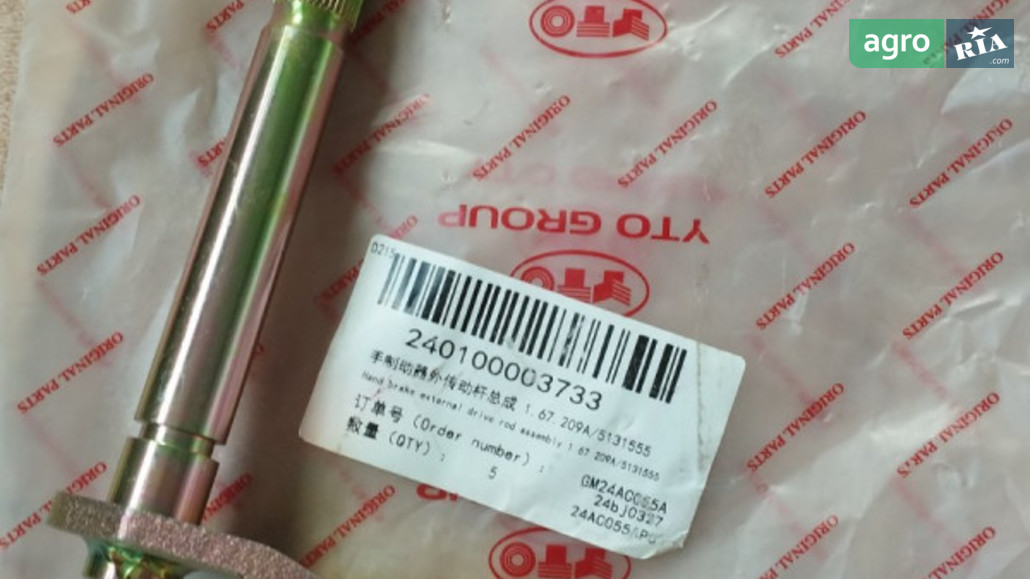 agro RIA .com
ORIGINAL PARTS
YTO GROUP
D215
240100003733
手制动器外传动杆总成 1.67.209A/5131555
Hand brake external drive rod assembly 1.67.209A/5131555
订单号 (Order number):
数量 (QTY): 5
GM24AC055A
24bj0327